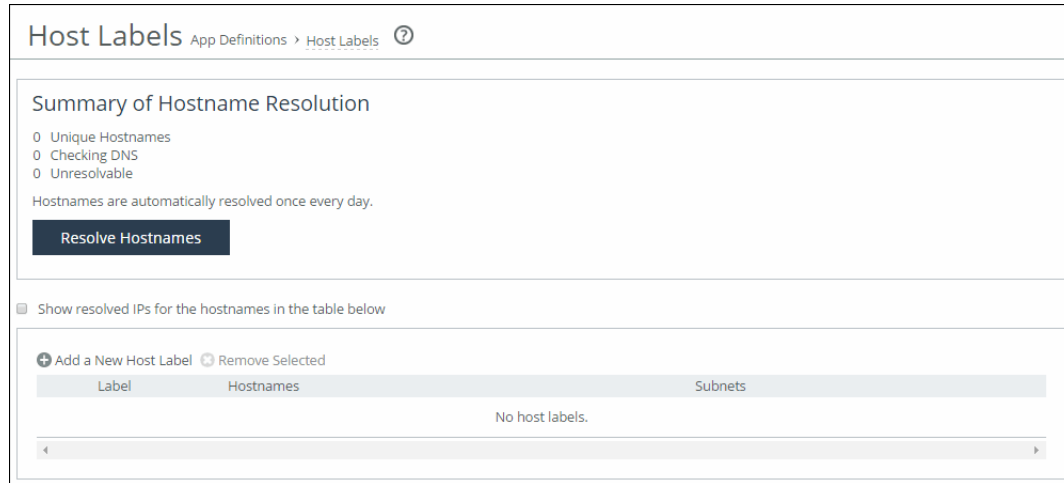 Host Labels App Definitions › Host Labels ?
Summary of Hostname Resolution
0 Unique Hostnames
0 Checking DNS
0 Unresolvable
Hostnames are automatically resolved once every day.
Resolve Hostnames
Show resolved IPs for the hostnames in the table below
Add a New Host Label Remove Selected
Label Hostnames Subnets
No host labels.